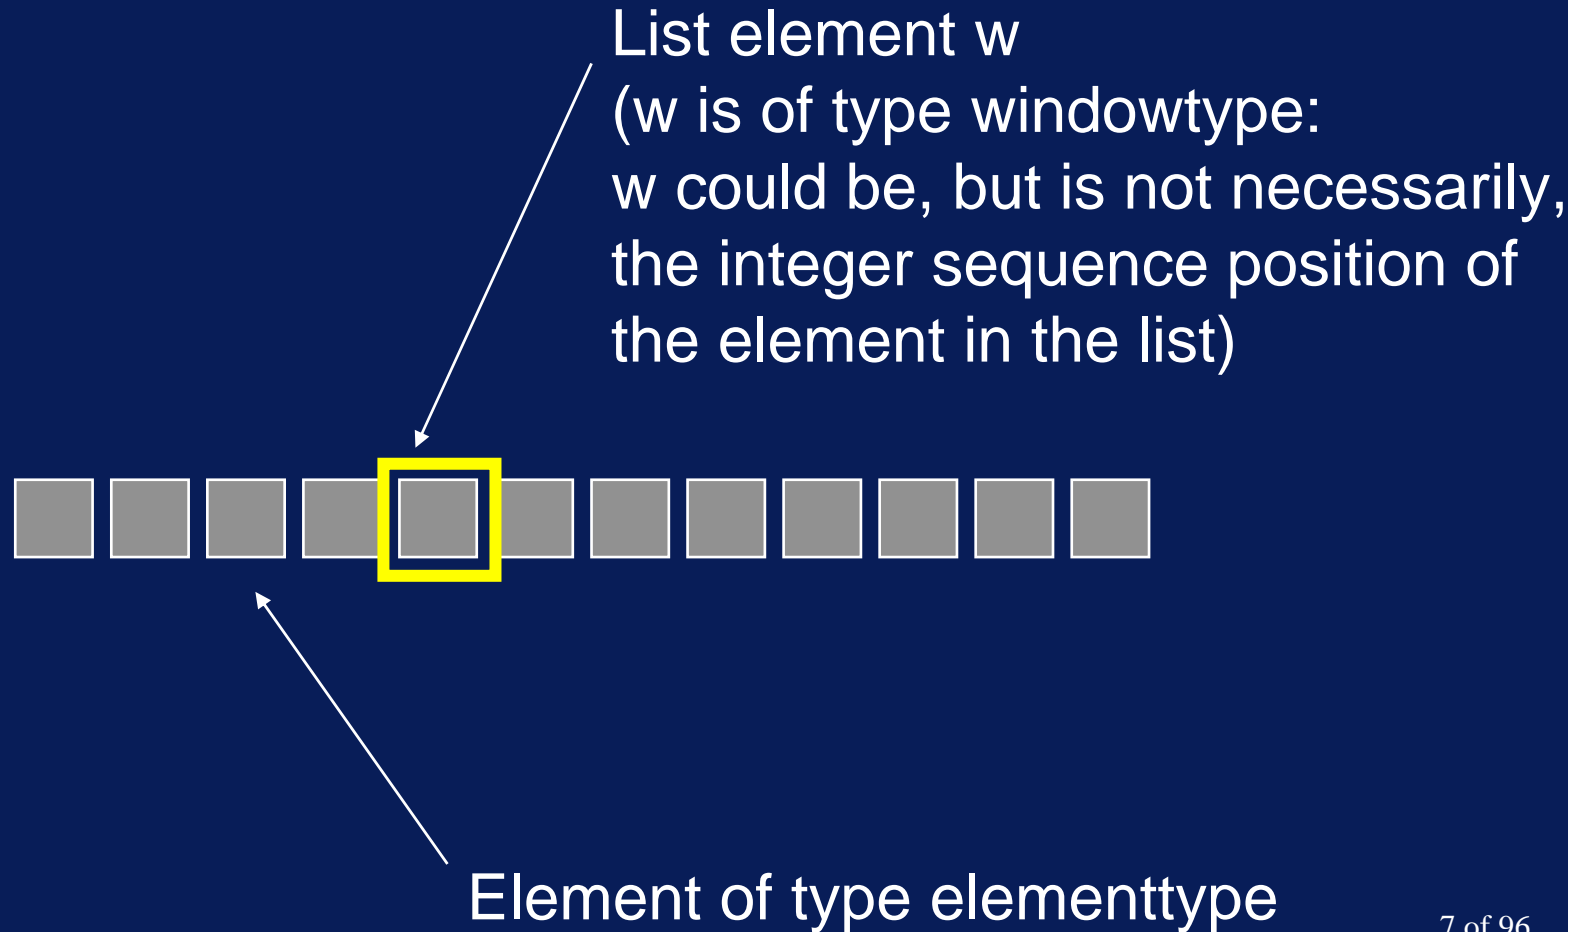 List element w
(w is of type windowtype:
w could be, but is not necessarily,
the integer sequence position of
the element in the list)
Element of type elementtype
7 of 96